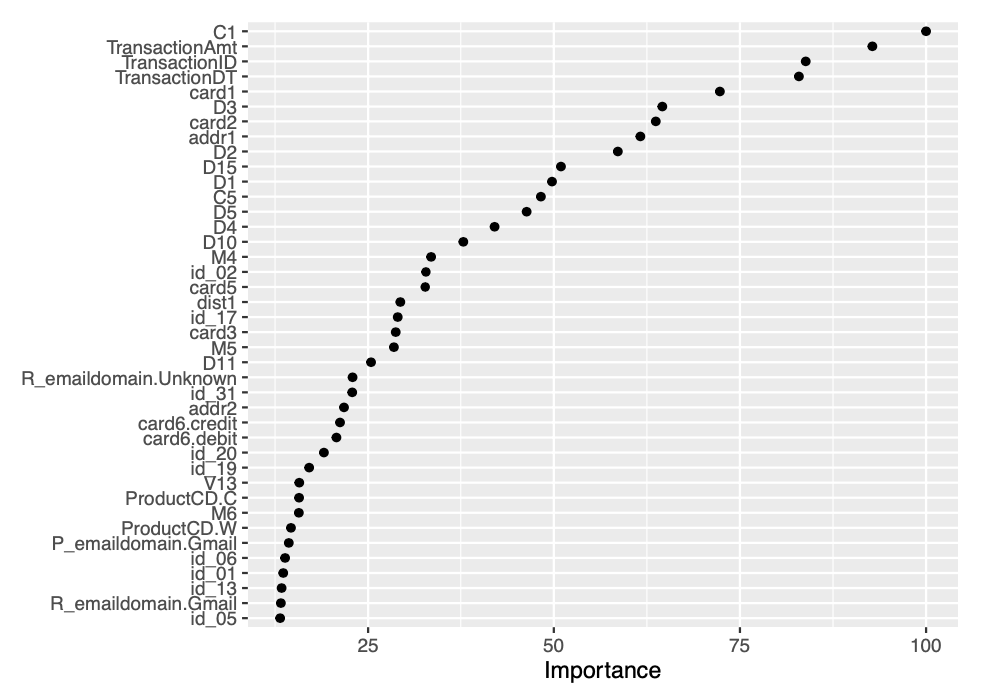 C1
TransactionAmt
TransactionID
TransactionDT
card1
D3
card2
addr1
D2
D15
D1
C5
D5
D4
D10
M4
id_02
card5
dist1
id_17
card3
M5
D11
R_emaildomain.Unknown
id_31
addr2
card6.credit
card6.debit
id_20
id_19
V13
ProductCD.C
M6
ProductCD.W
P_emaildomain.Gmail
id_06
id_01
id_13
R_emaildomain.Gmail
id_05
25 50 75 100
Importance